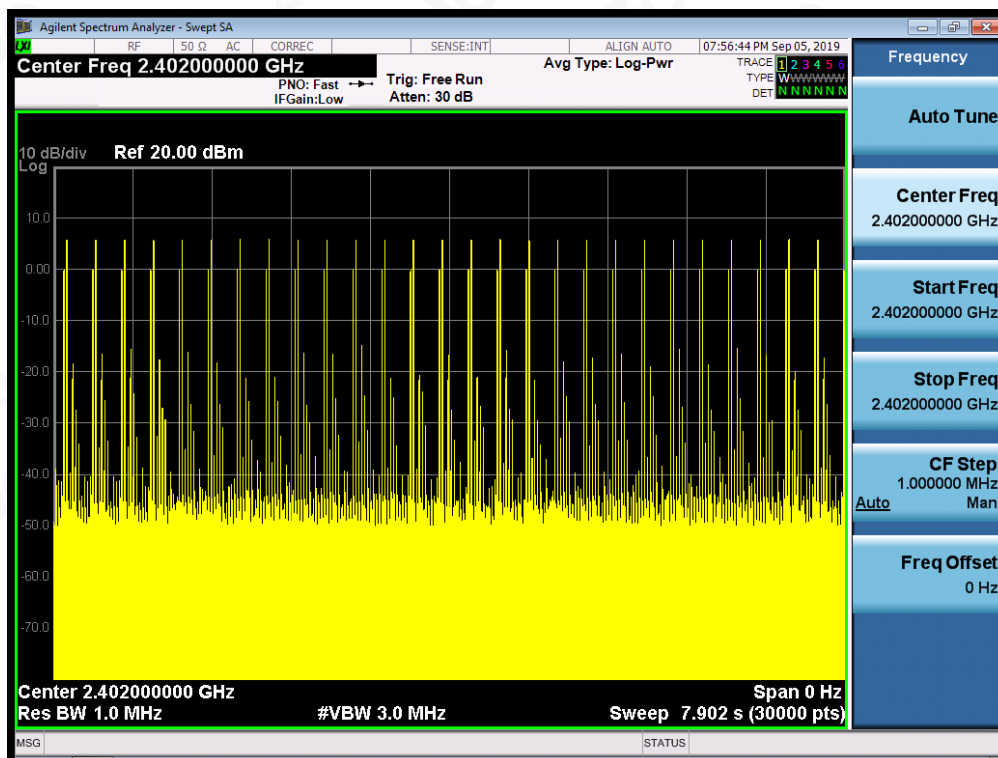 Agilent Spectrum Analyzer - Swept SA
LXI RF 50 Ω AC CORREC SENSE:INT ALIGN AUTO 07:56:44 PM Sep 05, 2019
Center Freq 2.402000000 GHz
PNO: Fast
IFGain:Low
Trig: Free Run
Atten: 30 dB
Avg Type: Log-Pwr
TRACE 1 2 3 4 5 6
TYPE WWWWWW
DET N N N N N N
10 dB/div Ref 20.00 dBm
Log
10.0
0.00
-10.0
-20.0
-30.0
-40.0
-50.0
-60.0
-70.0
Center 2.402000000 GHz Span 0 Hz
Res BW 1.0 MHz #VBW 3.0 MHz Sweep 7.902 s (30000 pts)
MSG STATUS
Frequency
Auto Tune
Center Freq
2.402000000 GHz
Start Freq
2.402000000 GHz
Stop Freq
2.402000000 GHz
CF Step
1.000000 MHz
Auto Man
Freq Offset
0 Hz